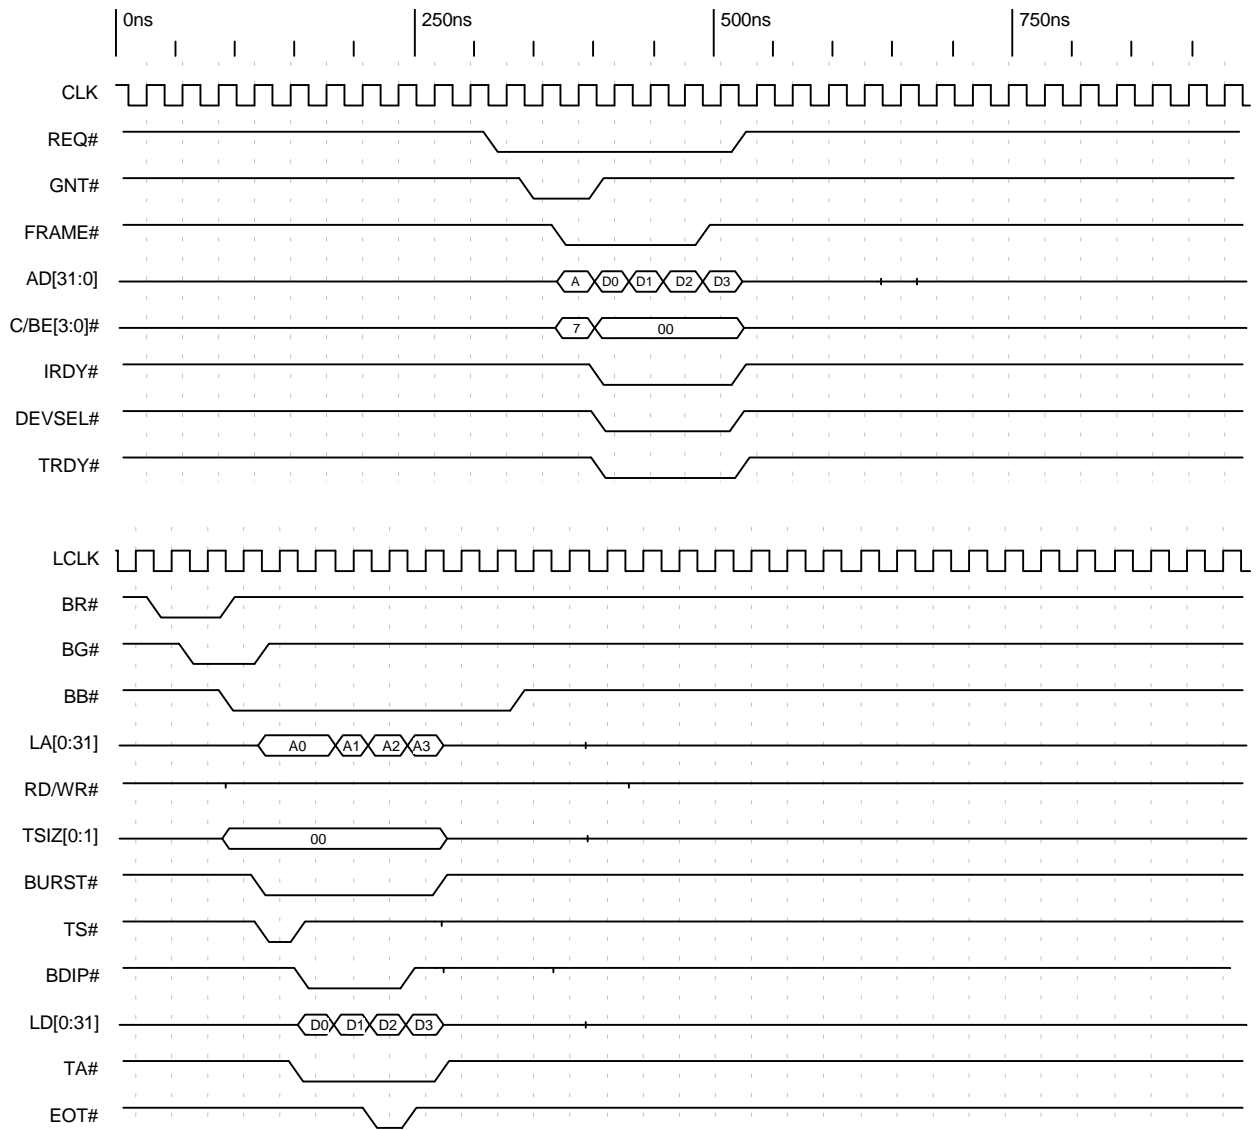 0ns 250ns 500ns 750ns
CLK
REQ#
GNT#
FRAME#
AD[31:0] A D0 D1 D2 D3
C/BE[3:0]# 7 00
IRDY#
DEVSEL#
TRDY#
LCLK
BR#
BG#
BB#
LA[0:31] A0 A1 A2 A3
RD/WR#
TSIZ[0:1] 00
BURST#
TS#
BDIP#
LD[0:31] D0 D1 D2 D3
TA#
EOT#